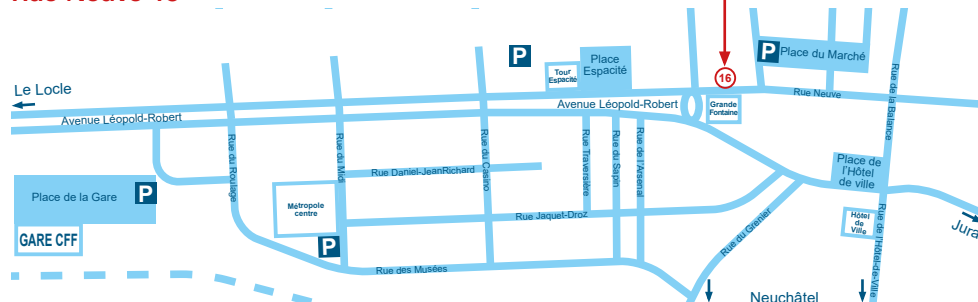 P
Place du Marché
P
Place
Espacité
Tour
Espacité
16
Le Locle
Rue Neuve
Avenue Léopold-Robert
Grande
Fontaine
Avenue Léopold-Robert
Rue de la Balance
Rue du Roulage
Rue du Midi
Rue Daniel-JeanRichard
Rue du Casino
Rue Traversière
Rue du Sapin
Rue de l'Arsenal
Place de
l'Hôtel
de ville
Place de la Gare
P
Métropole
centre
Rue Jaquet-Droz
Rue du Grenier
Hôtel
de
Ville
Rue de l'Hôtel-de-Ville
Jura
GARE CFF
P
Rue des Musées
Neuchâtel